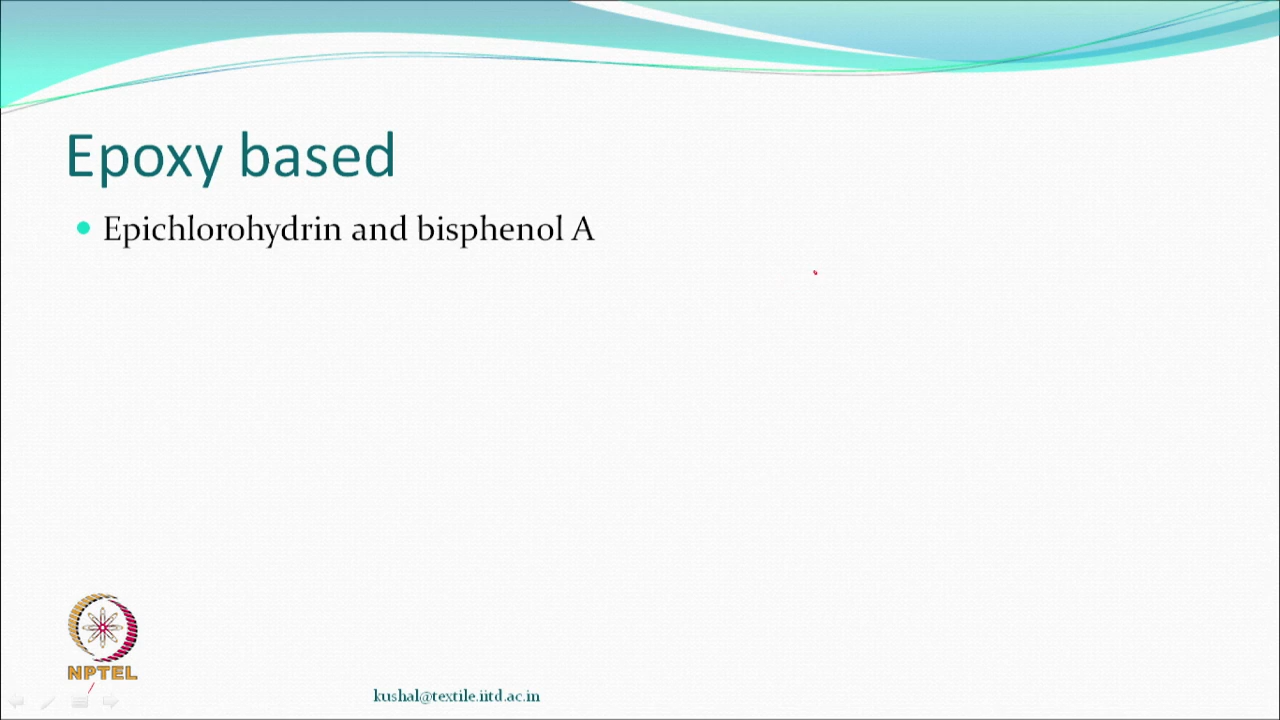 Epoxy based
Epichlorohydrin and bisphenol A
NPTEL
kushal@textile.iitd.ac.in